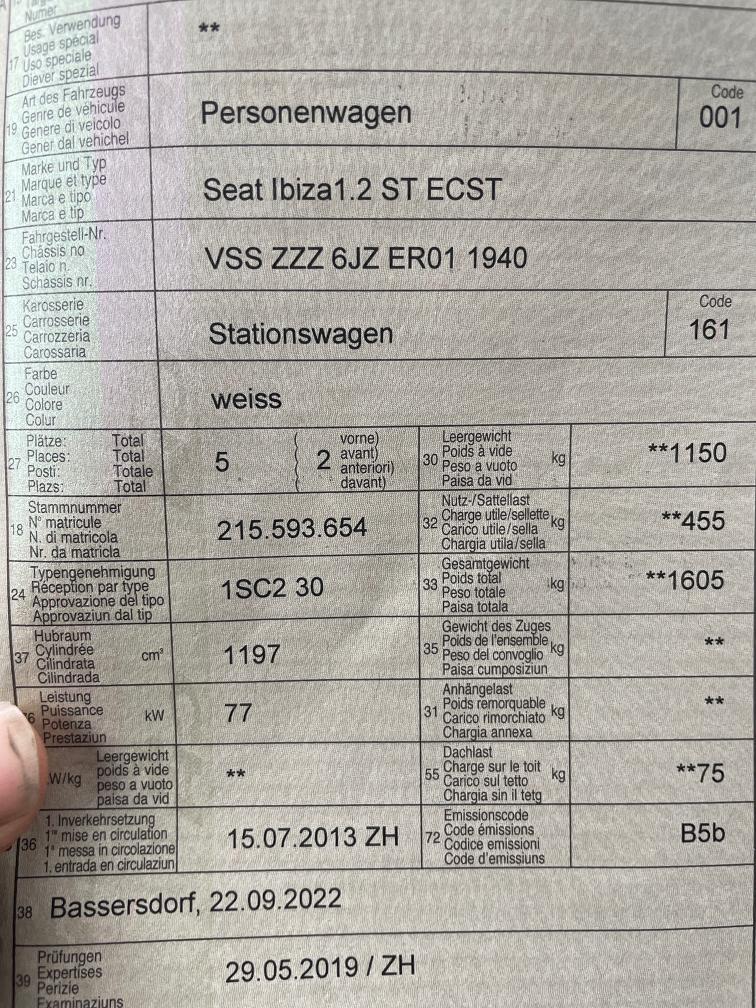 Numer
17 Bes. Verwendung
Usage spécial
Uso speciale
Diever spezial
**
19 Art des Fahrzeugs
Genre de véhicule
Genere di veicolo
Gener dal vehichel
Personenwagen
Code
001
21 Marke und Typ
Marque et type
Marca e tipo
Marca e tip
Seat Ibiza1.2 ST ECST
23 Fahrgestell-Nr.
Châssis no
Telaio n.
Schassis nr.
VSS ZZZ 6JZ ER01 1940
25 Karosserie
Carrosserie
Carrozzeria
Carossaria
Stationswagen
Code
161
26 Farbe
Couleur
Colore
Colur
weiss
27 Plätze: Total
Places: Total
Posti: Totale
Plazs: Total
5
( 2 vorne)
( avant)
( anteriori)
( davant)
30 Leergewicht
Poids à vide
Peso a vuoto
Paisa da vid
kg
**1150
18 Stammnummer
N° matricule
N. di matricola
Nr. da matricla
215.593.654
32 Nutz-/Sattellast
Charge utile/sellette
Carico utile/sella
Chargia utila/sella
kg
**455
24 Typengenehmigung
Réception par type
Approvazione del tipo
Approvaziun dal tip
1SC2 30
33 Gesamtgewicht
Poids total
Peso totale
Paisa totala
kg
**1605
37 Hubraum
Cylindrée
Cilindrata
Cilindrada
cm³
1197
35 Gewicht des Zuges
Poids de l'ensemble
Peso del convoglio
Paisa cumposiziun
kg
**
6 Leistung
Puissance
Potenza
Prestaziun
kW
77
31 Anhängelast
Poids remorquable
Carico rimorchiato
Chargia annexa
kg
**
W/kg
Leergewicht
poids à vide
peso a vuoto
paisa da vid
**
55 Dachlast
Charge sur le toit
Carico sul tetto
Chargia sin il tetg
kg
**75
36 1. Inverkehrsetzung
1re mise en circulation
1a messa in circolazione
1. entrada en circulaziun
15.07.2013 ZH
72 Emissionscode
Code émissions
Codice emissioni
Code d'emissiuns
B5b
38 Bassersdorf, 22.09.2022
39 Prüfungen
Expertises
Perizie
Examinaziuns
29.05.2019 / ZH